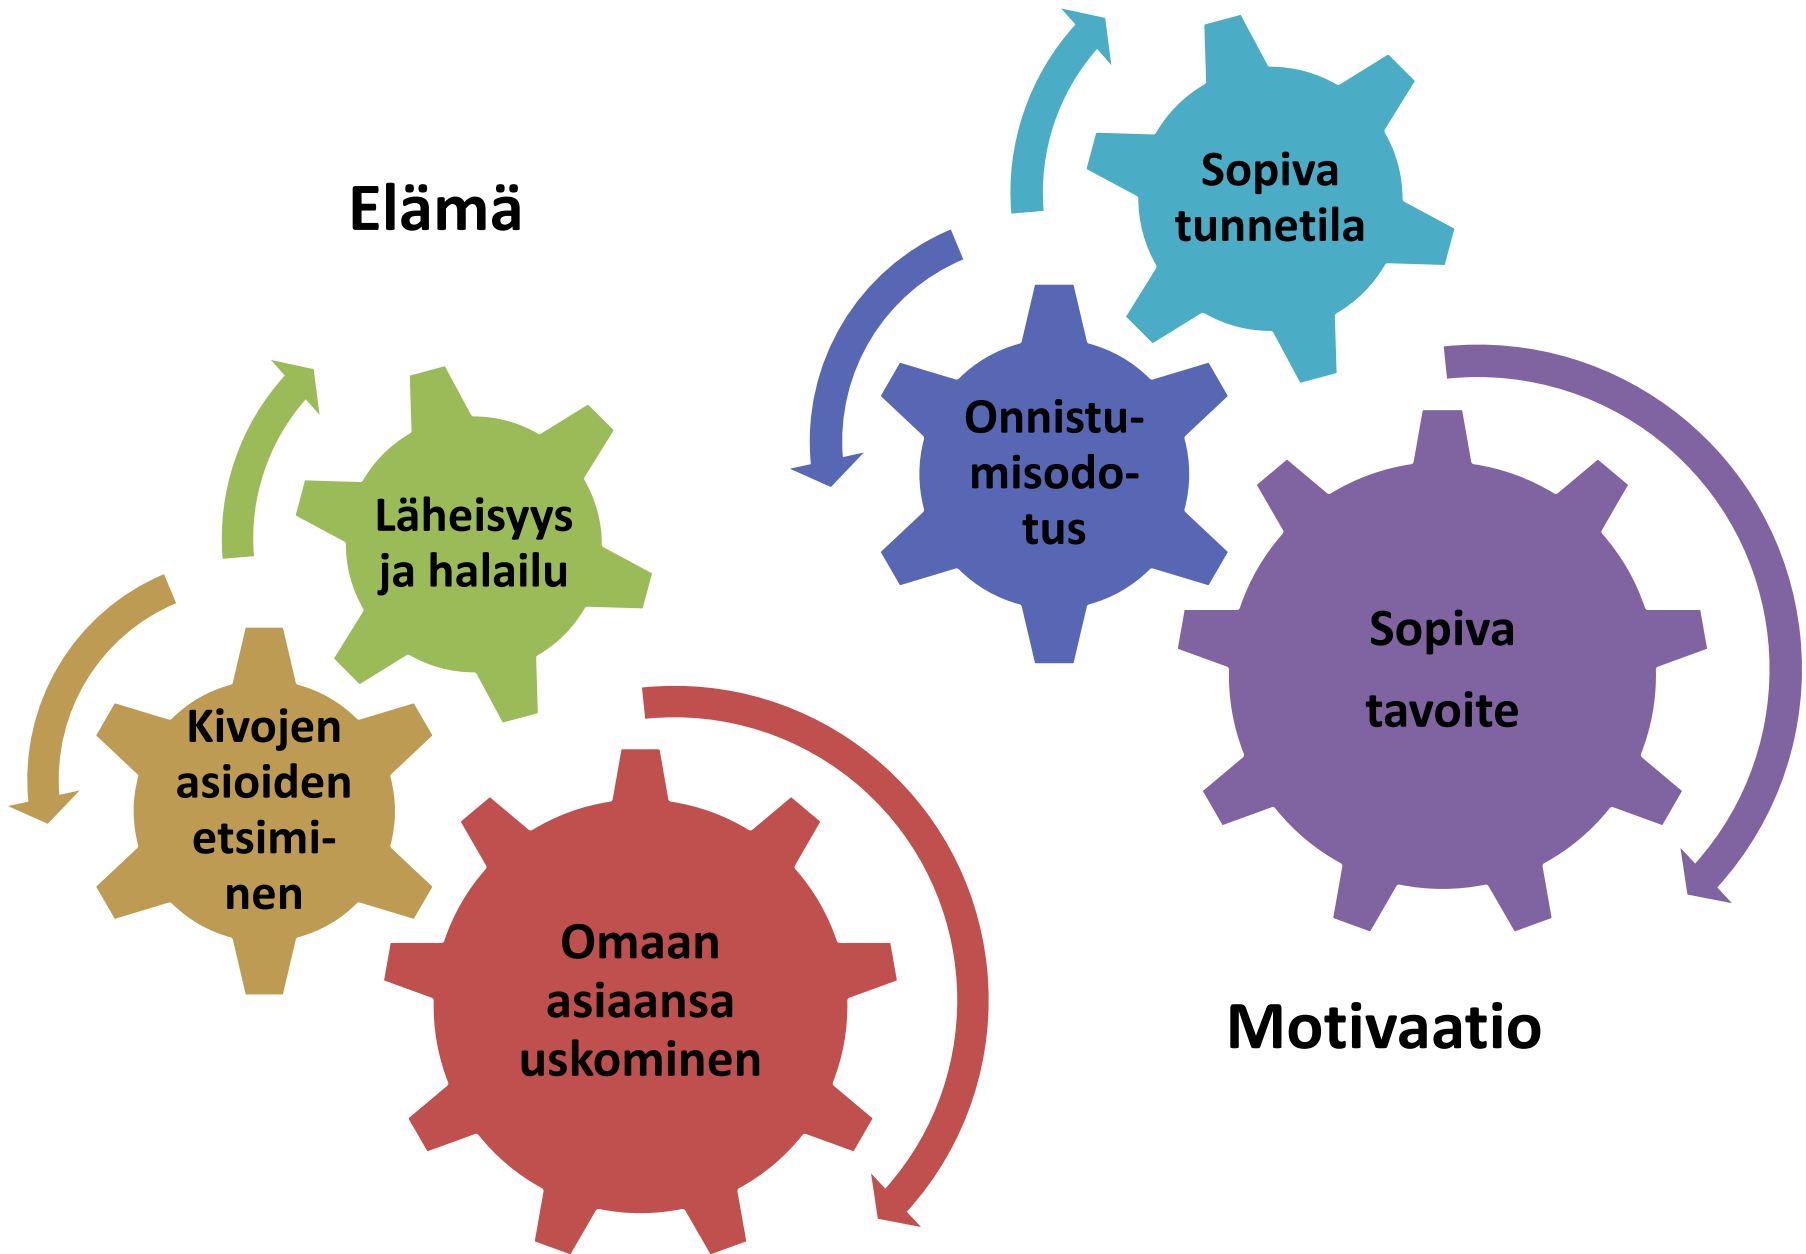 Elämä
Läheisyys
ja halailu
Kivojen
asioiden
etsimi-
nen
Omaan
asiaansa
uskominen
Sopiva
tunnetila
Onnistu-
misodo-
tus
Sopiva
tavoite
Motivaatio